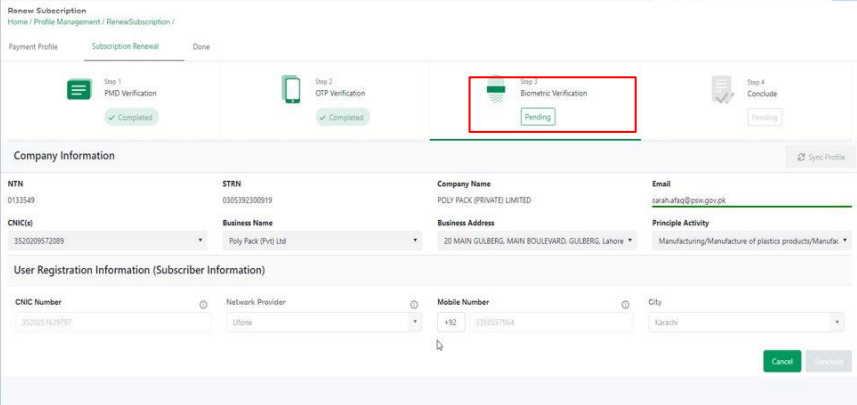 Renew Subscription
Home / Profile Management / RenewSubscription /
Payment Profile Subscription Renewal Done
Step 1
PMD Verification
✓ Completed
Step 2
OTP Verification
✓ Completed
Step 3
Biometric Verification
Pending
Step 4
Conclude
Pending
Company Information
Sync Profile
NTN STRN Company Name Email
0133549 0305392300919 POLY PACK (PRIVATE) LIMITED sarah.afaq@psw.gov.pk
CNIC(s) Business Name Business Address Principle Activity
3520209572089 Poly Pack (Pvt) Ltd 20 MAIN GULBERG, MAIN BOULEVARD, GULBERG, Lahore Manufacturing/Manufacture of plastics products/Manufac
User Registration Information (Subscriber Information)
CNIC Number Network Provider Mobile Number City
3520251639797 Ufone +92 3350357964 Karachi
Cancel Conclude